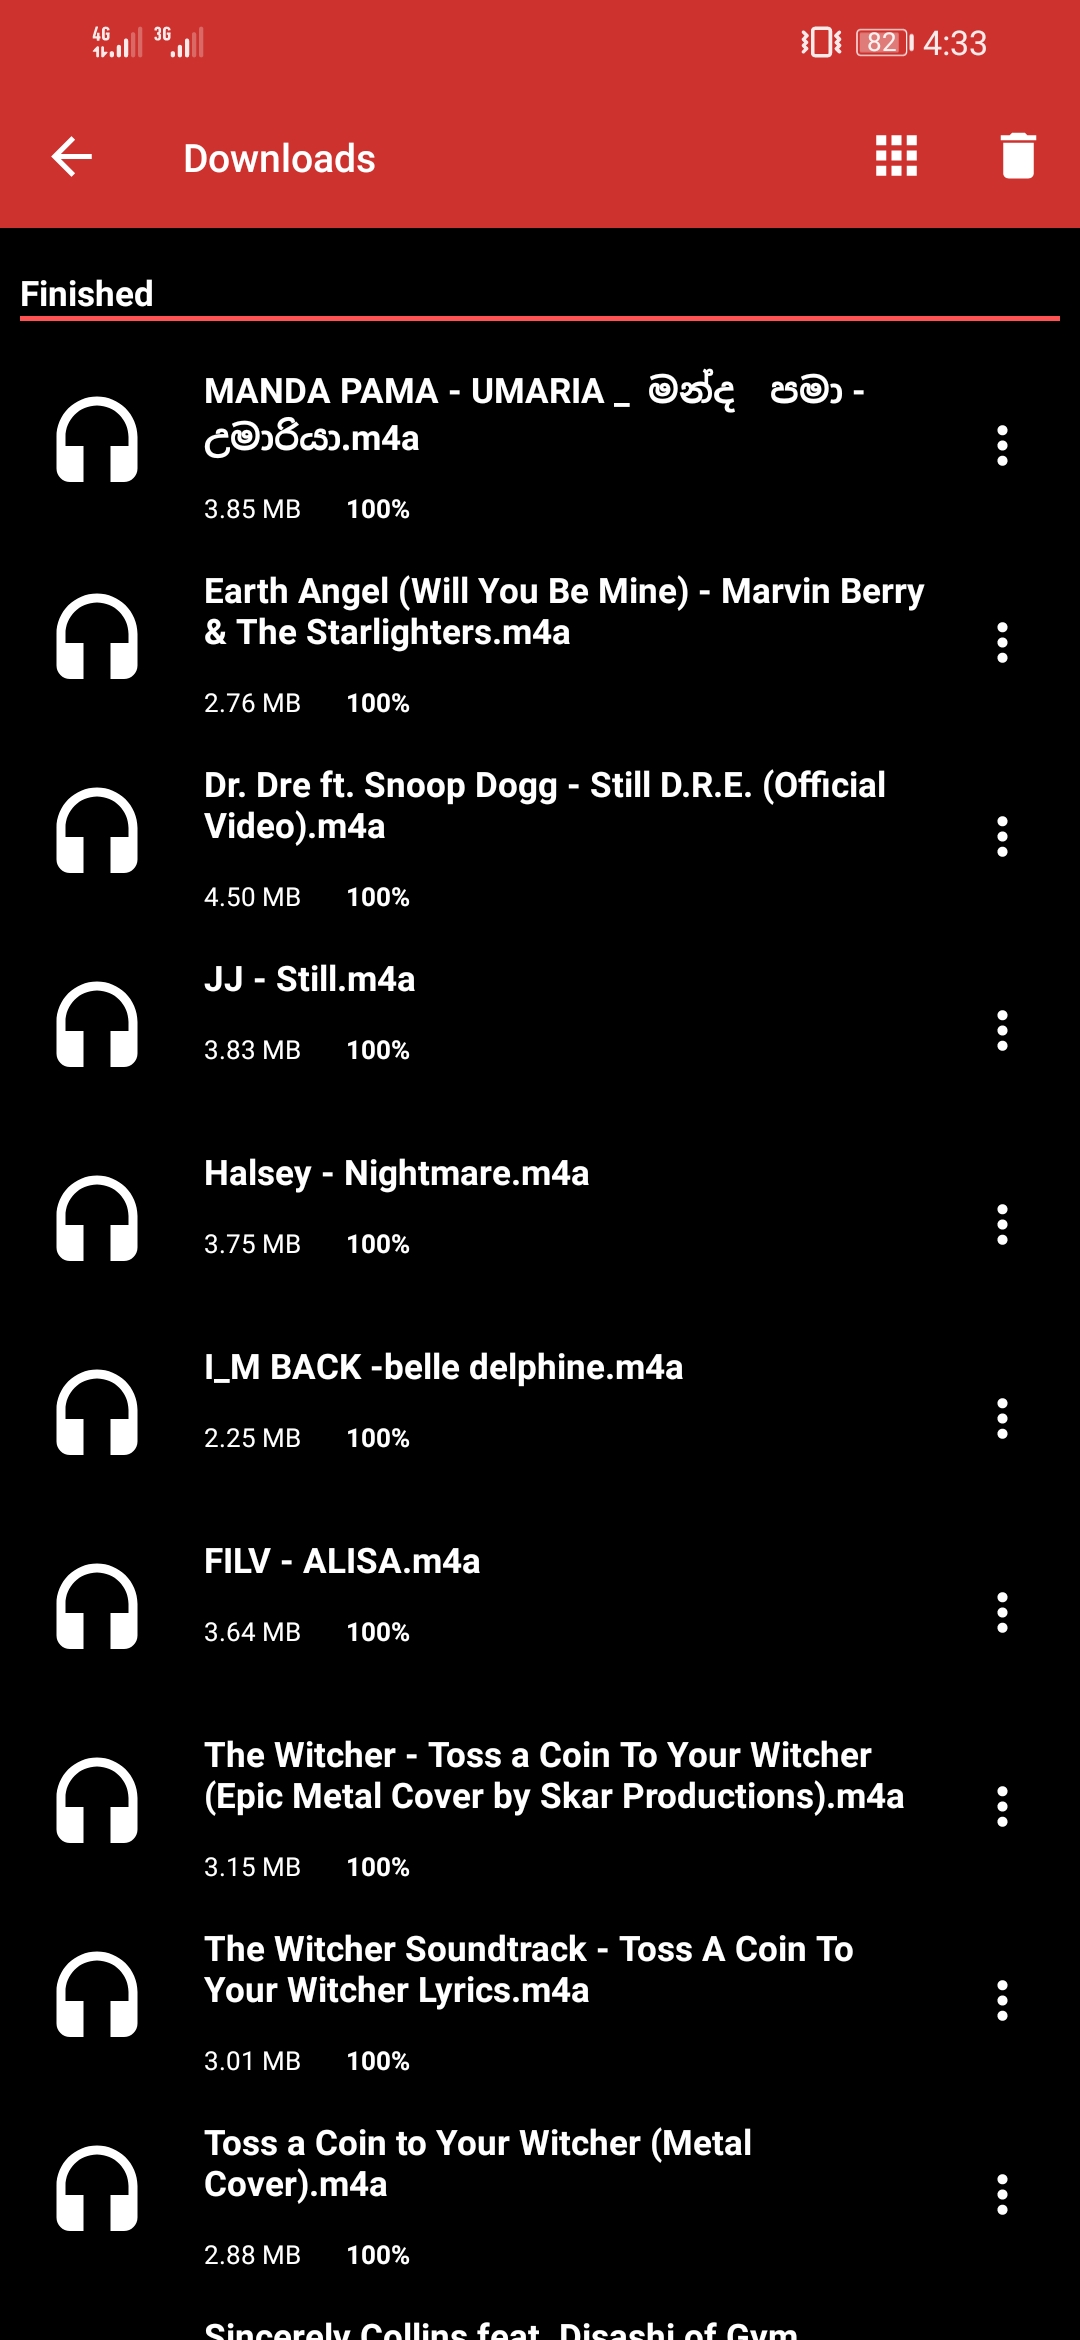 4G 3G 82 4:33
Downloads
Finished
MANDA PAMA - UMARIA _ මන්ද පමා -
උමාරියා.m4a
3.85 MB 100%
Earth Angel (Will You Be Mine) - Marvin Berry
& The Starlighters.m4a
2.76 MB 100%
Dr. Dre ft. Snoop Dogg - Still D.R.E. (Official
Video).m4a
4.50 MB 100%
JJ - Still.m4a
3.83 MB 100%
Halsey - Nightmare.m4a
3.75 MB 100%
I_M BACK -belle delphine.m4a
2.25 MB 100%
FILV - ALISA.m4a
3.64 MB 100%
The Witcher - Toss a Coin To Your Witcher
(Epic Metal Cover by Skar Productions).m4a
3.15 MB 100%
The Witcher Soundtrack - Toss A Coin To
Your Witcher Lyrics.m4a
3.01 MB 100%
Toss a Coin to Your Witcher (Metal
Cover).m4a
2.88 MB 100%
Sincerely Collins feat. Disashi of Gym